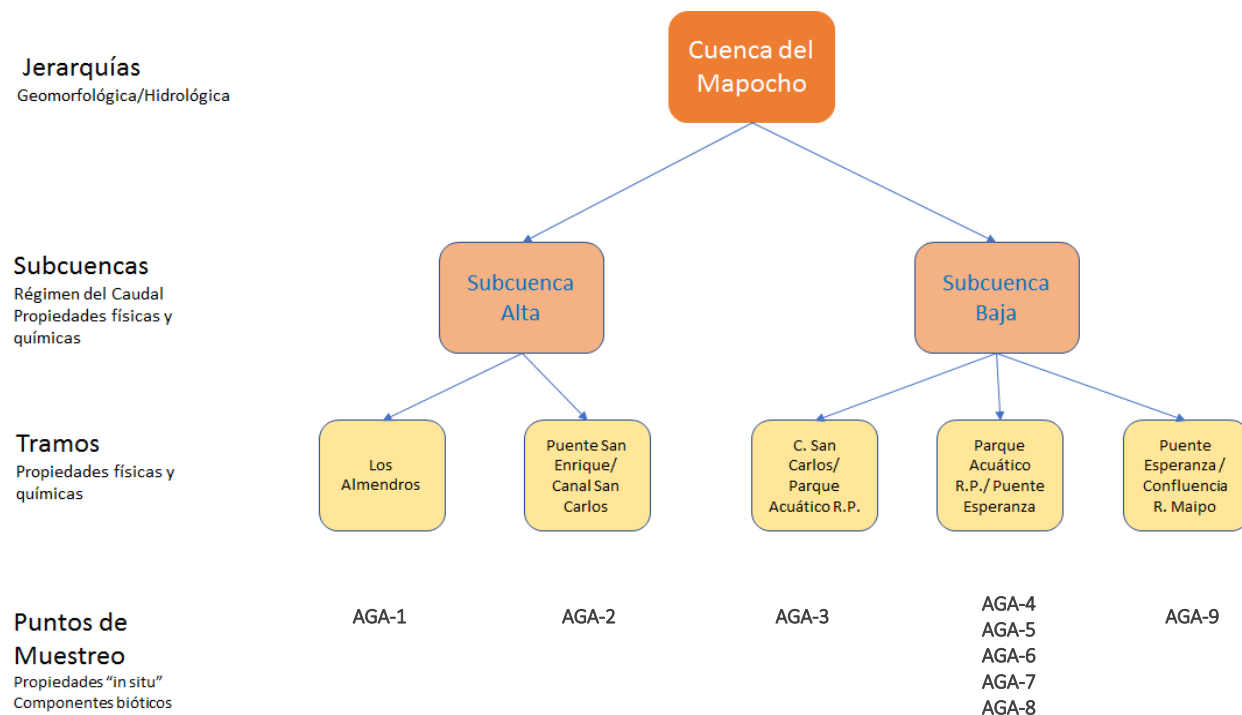 Cuenca del
Mapocho
Jerarquías
Geomorfológica/Hidrológica
Subcuencas
Régimen del Caudal
Propiedades físicas y
químicas
Subcuenca
Alta
Subcuenca
Baja
Tramos
Propiedades físicas y
químicas
Los
Almendros
Puente San
Enrique/
Canal San
Carlos
C. San
Carlos/
Parque
Acuático R.P.
Parque
Acuático
R.P./ Puente
Esperanza
Puente
Esperanza /
Confluencia
R. Maipo
Puntos de
Muestreo
Propiedades "in situ"
Componentes bióticos
AGA-1
AGA-2
AGA-3
AGA-4
AGA-5
AGA-6
AGA-7
AGA-8
AGA-9